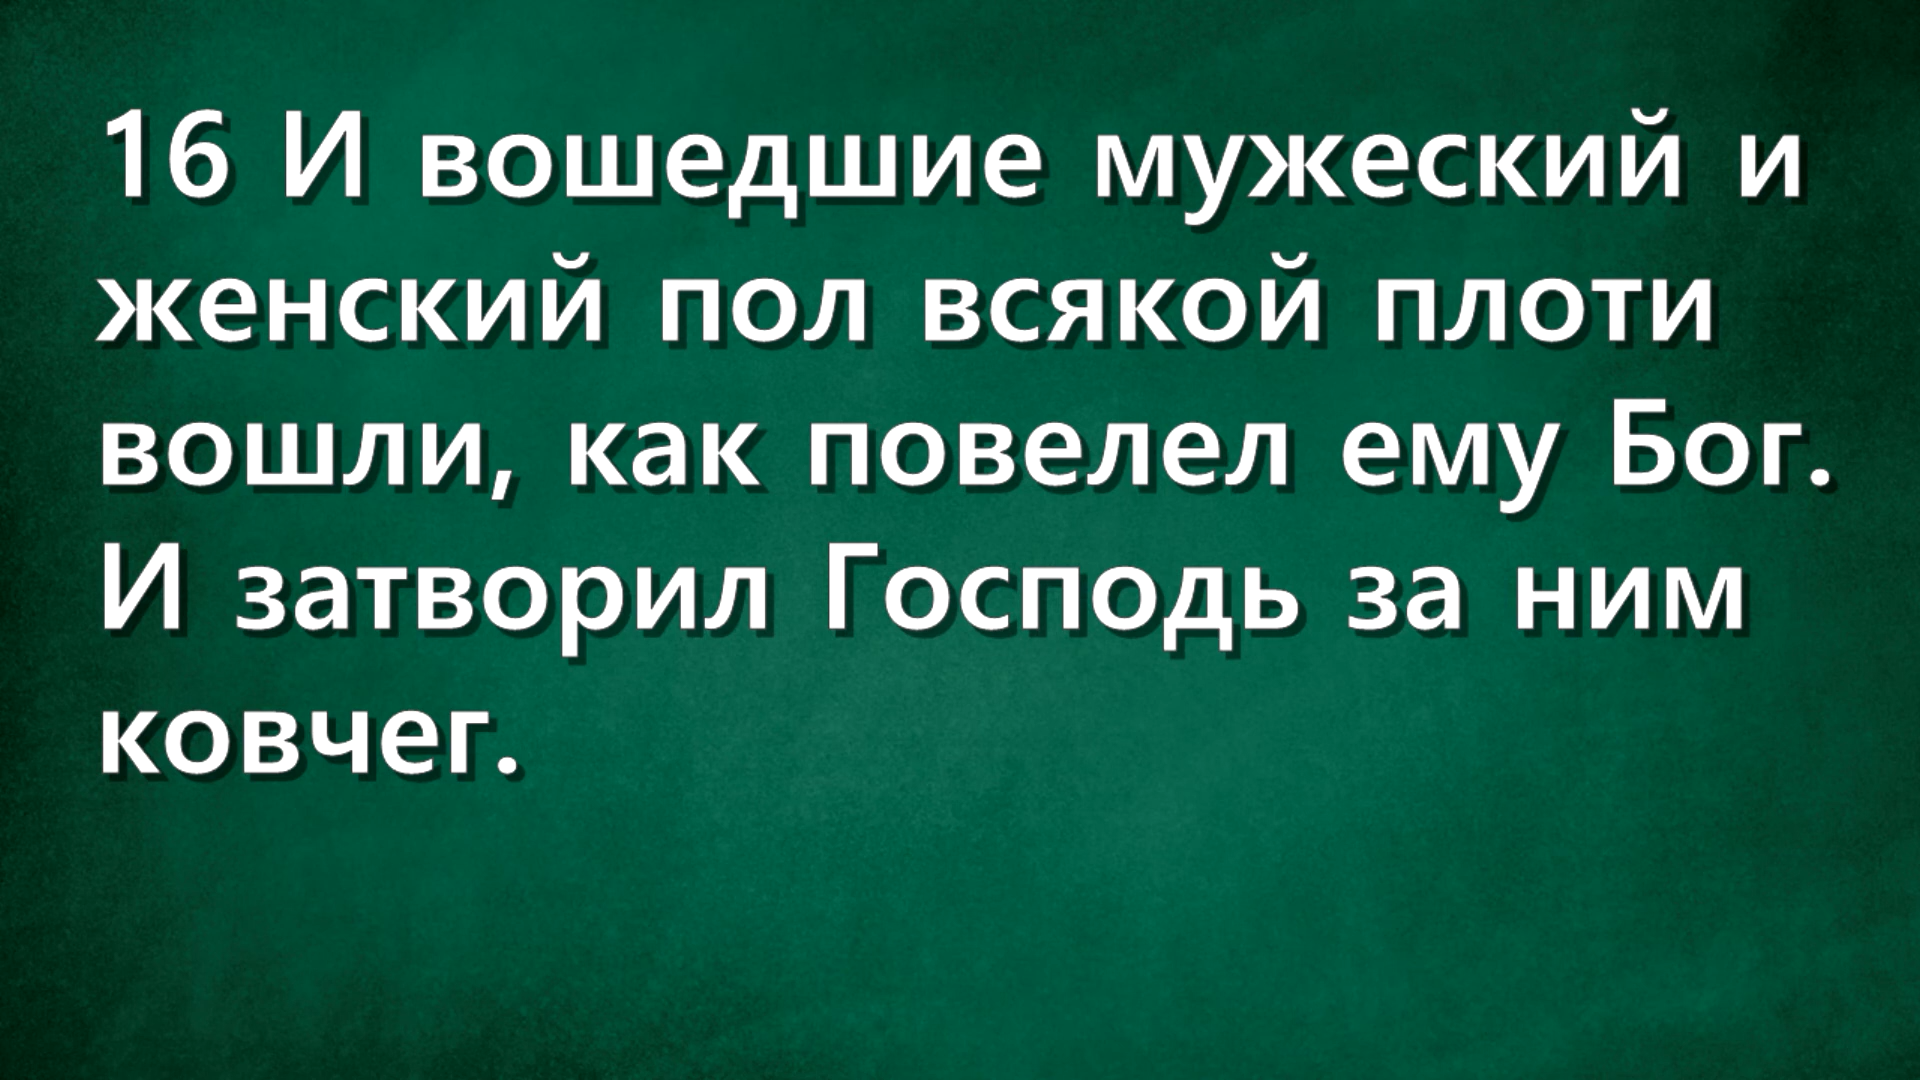 16 И вошедшие мужеский и
женский пол всякой плоти
вошли, как повелел ему Бог.
И затворил Господь за ним
ковчег.